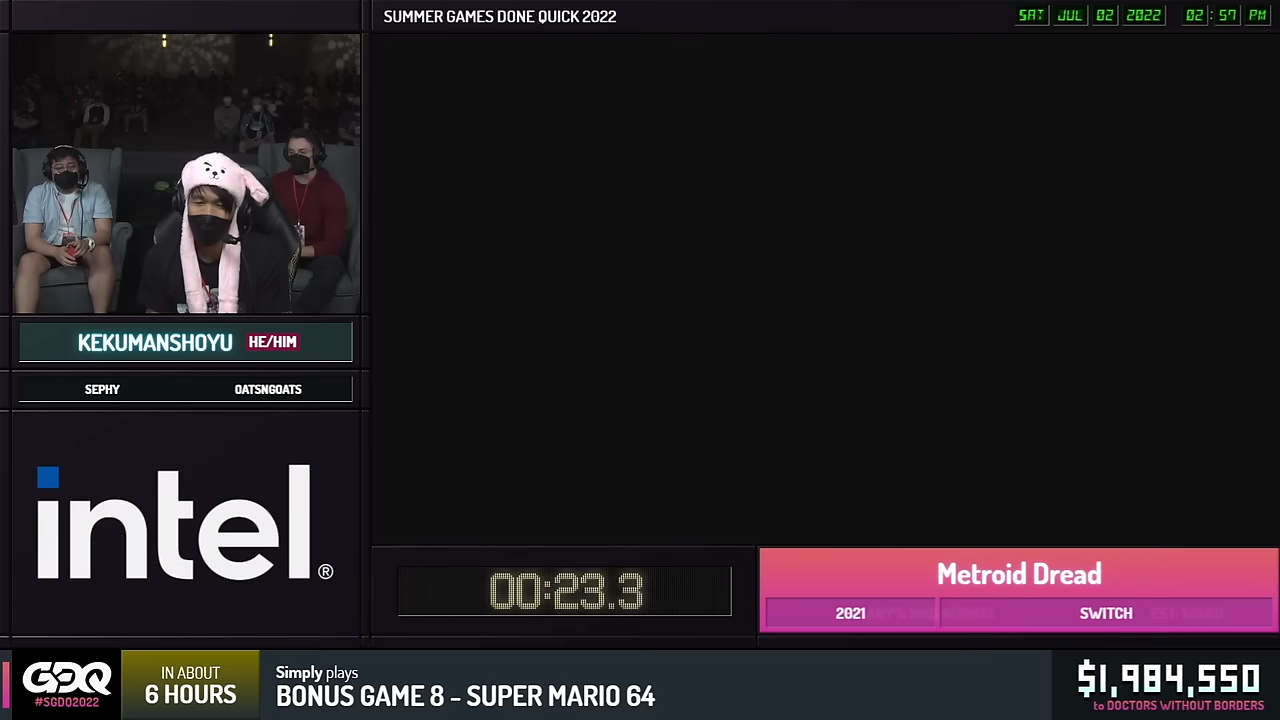 SUMMER GAMES DONE QUICK 2022
SAT JUL 02 2022 02:57 PM
KEKUMANSHOYU HE/HIM
SEPHY OATSNGOATS
intel®
00:23.3
Metroid Dread
2021 SWITCH
GDQ
#SGDQ2022
IN ABOUT
6 HOURS
Simply plays
BONUS GAME 8 - SUPER MARIO 64
$1,984,550
to DOCTORS WITHOUT BORDERS